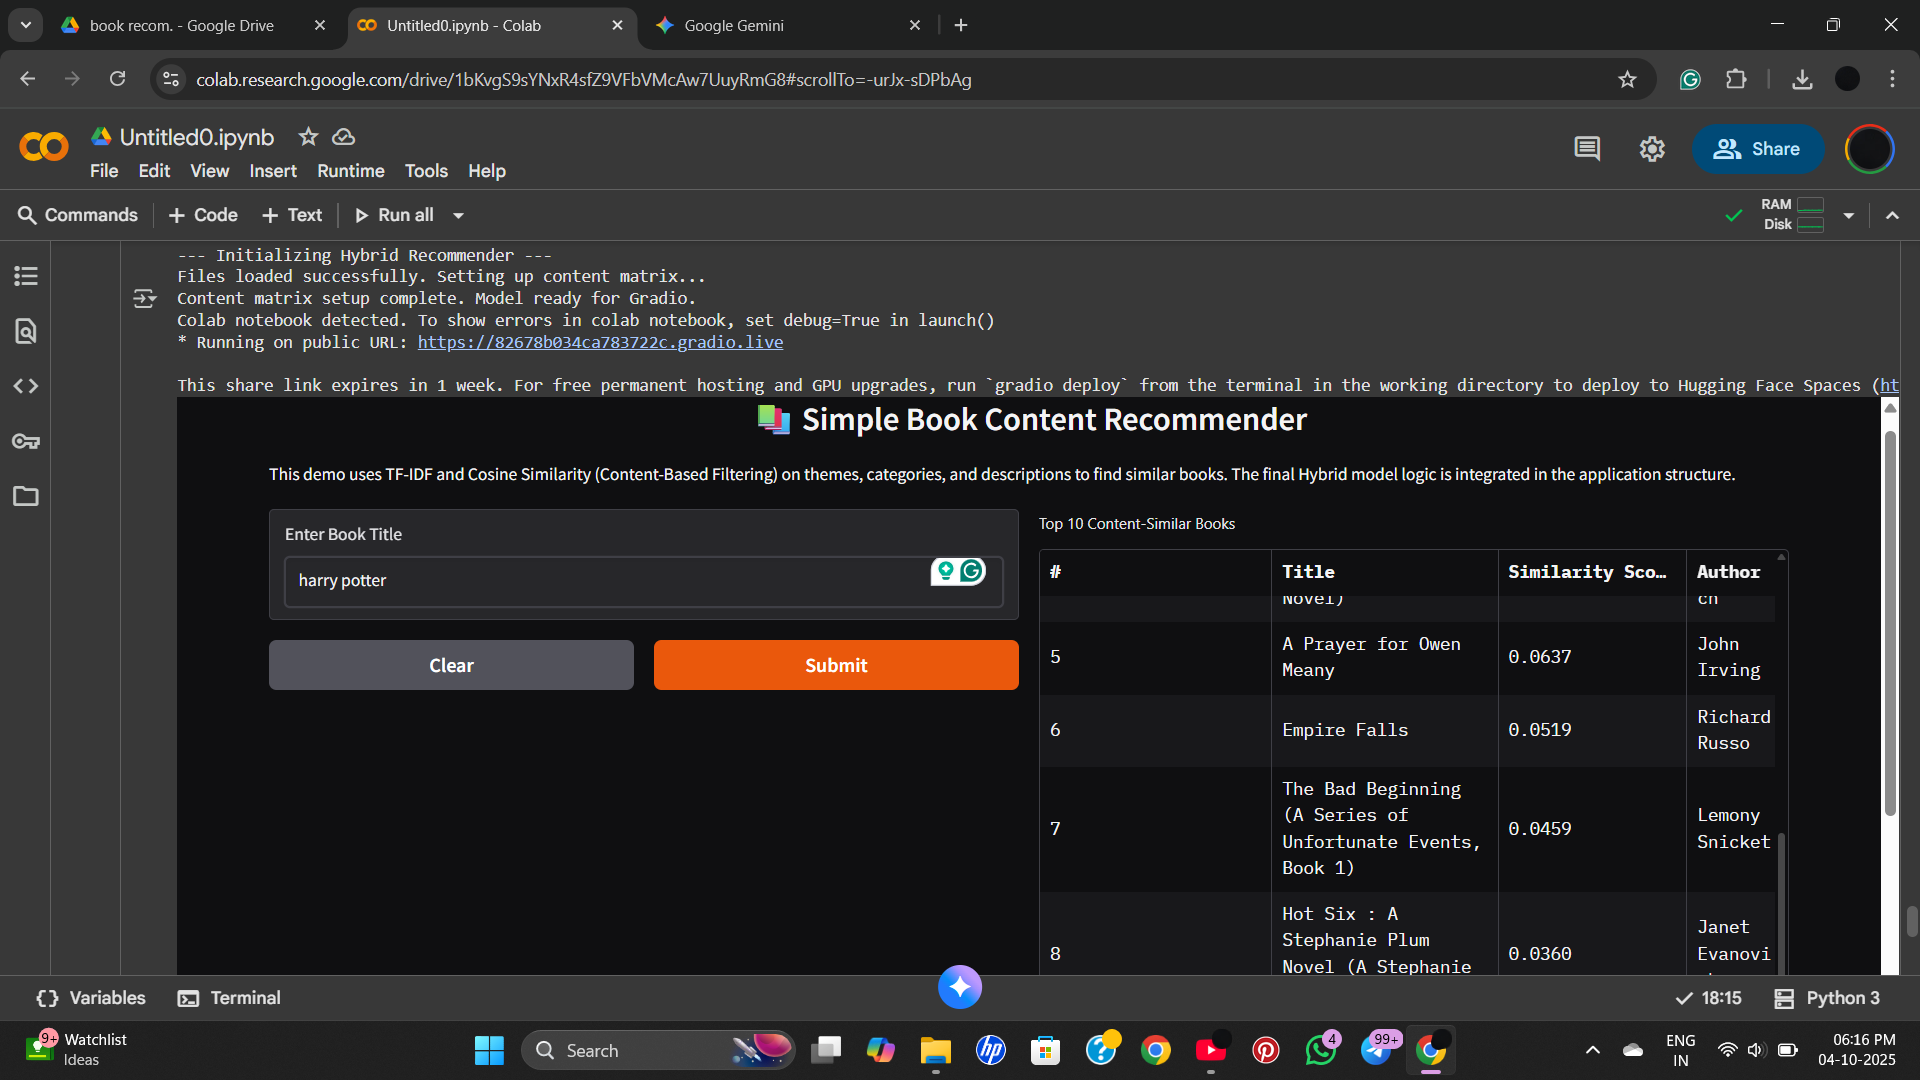 book recom. - Google Drive
Untitled0.ipynb - Colab
Google Gemini
colab.research.google.com/drive/1bKvgS9sYNxR4sfZ9VFbVMcAw7UuyRmG8#scrollTo=-urJx-sDPbAg
Untitled0.ipynb
File Edit View Insert Runtime Tools Help
Share
Commands + Code + Text Run all
RAM
Disk
--- Initializing Hybrid Recommender ---
Files loaded successfully. Setting up content matrix...
Content matrix setup complete. Model ready for Gradio.
Colab notebook detected. To show errors in colab notebook, set debug=True in launch()
* Running on public URL: https://82678b034ca783722c.gradio.live
This share link expires in 1 week. For free permanent hosting and GPU upgrades, run `gradio deploy` from the terminal in the working directory to deploy to Hugging Face Spaces (ht
Simple Book Content Recommender
This demo uses TF-IDF and Cosine Similarity (Content-Based Filtering) on themes, categories, and descriptions to find similar books. The final Hybrid model logic is integrated in the application structure.
Enter Book Title
harry potter
Clear
Submit
Top 10 Content-Similar Books
# Title Similarity Sco... Author
Novel) ch
5 A Prayer for Owen Meany 0.0637 John Irving
6 Empire Falls 0.0519 Richard Russo
7 The Bad Beginning (A Series of Unfortunate Events, Book 1) 0.0459 Lemony Snicket
8 Hot Six : A Stephanie Plum Novel (A Stephanie 0.0360 Janet Evanovi
Variables Terminal
18:15 Python 3
9+
Watchlist
Ideas
Search
4
99+
ENG
IN
06:16 PM
04-10-2025